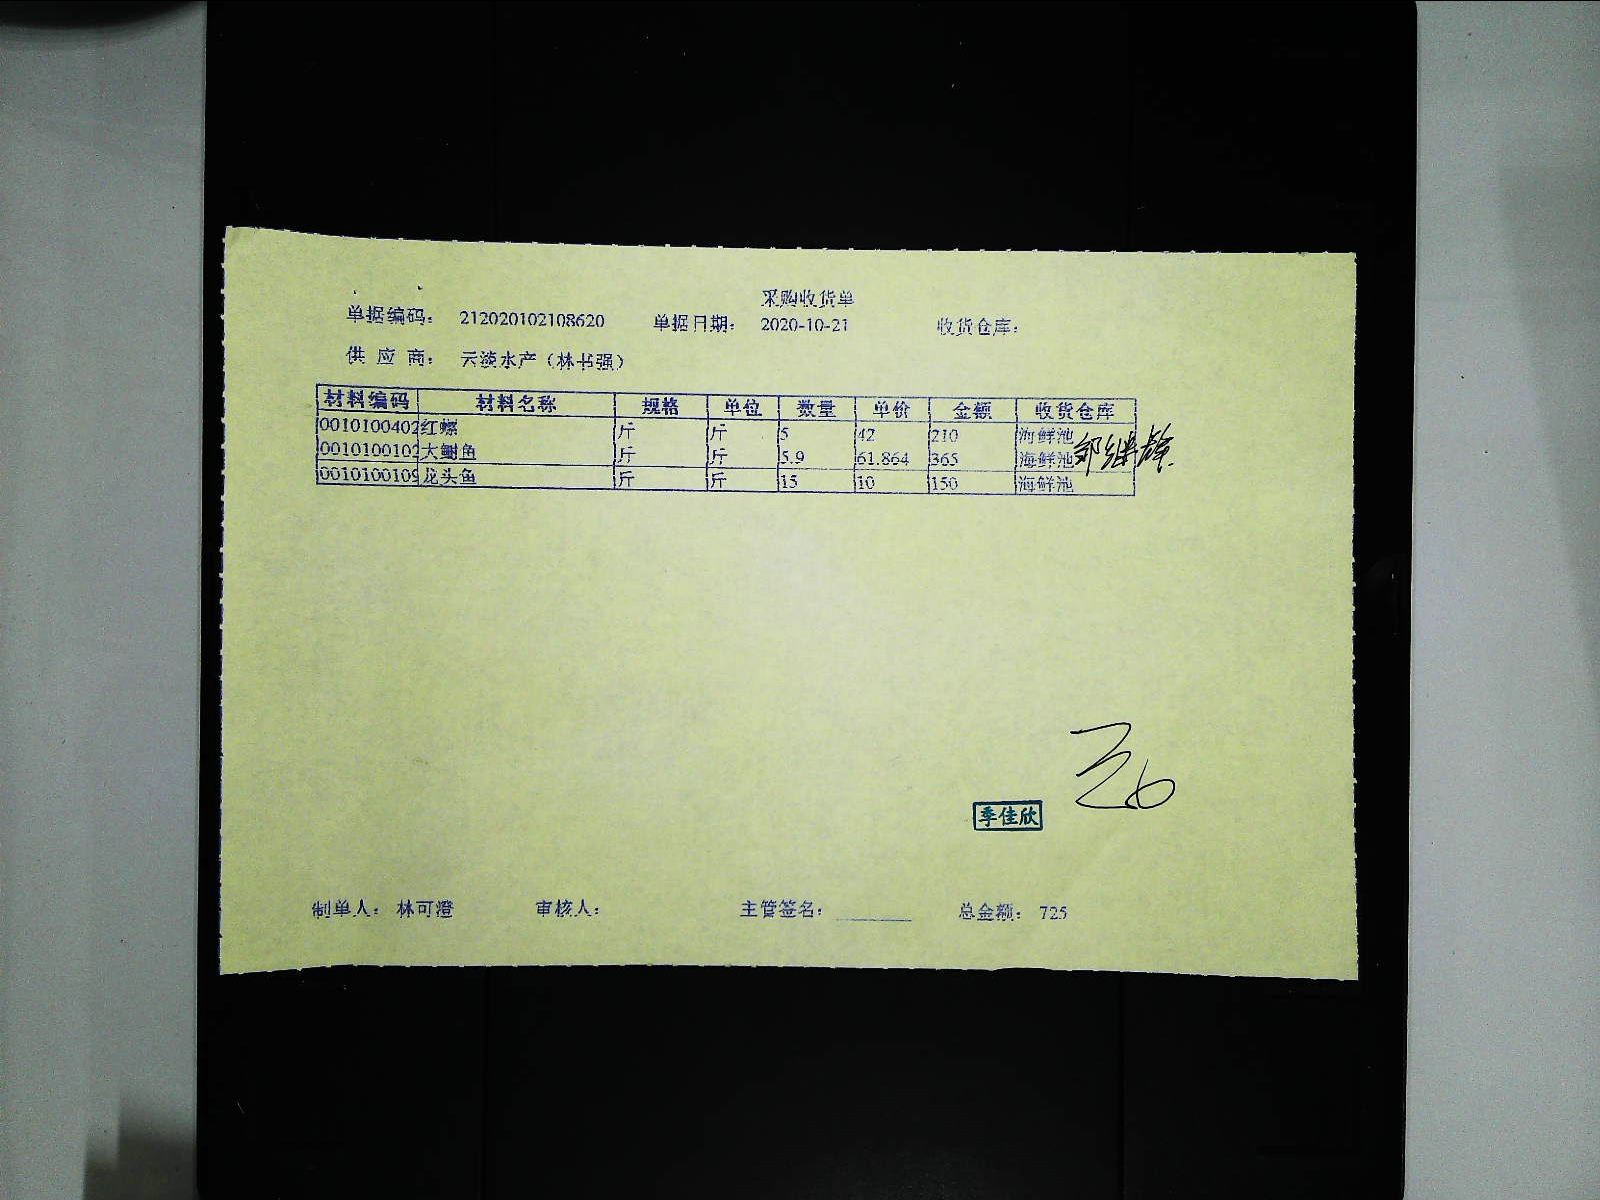 采购收货单
单据编码： 212020102108620 单据日期： 2020-10-21 收货仓库：
供 应 商： 云淡水产（林书强）
材料编码 材料名称 规格 单位 数量 单价 金额 收货仓库
0010100402 红螺 斤 斤 5 42 210 海鲜池
0010100102 大鲥鱼 斤 斤 5.9 61.864 365 海鲜池
0010100109 龙头鱼 斤 斤 15 10 150 海鲜池
季佳欣
制单人： 林可澄 审核人： 主管签名： 总金额： 725